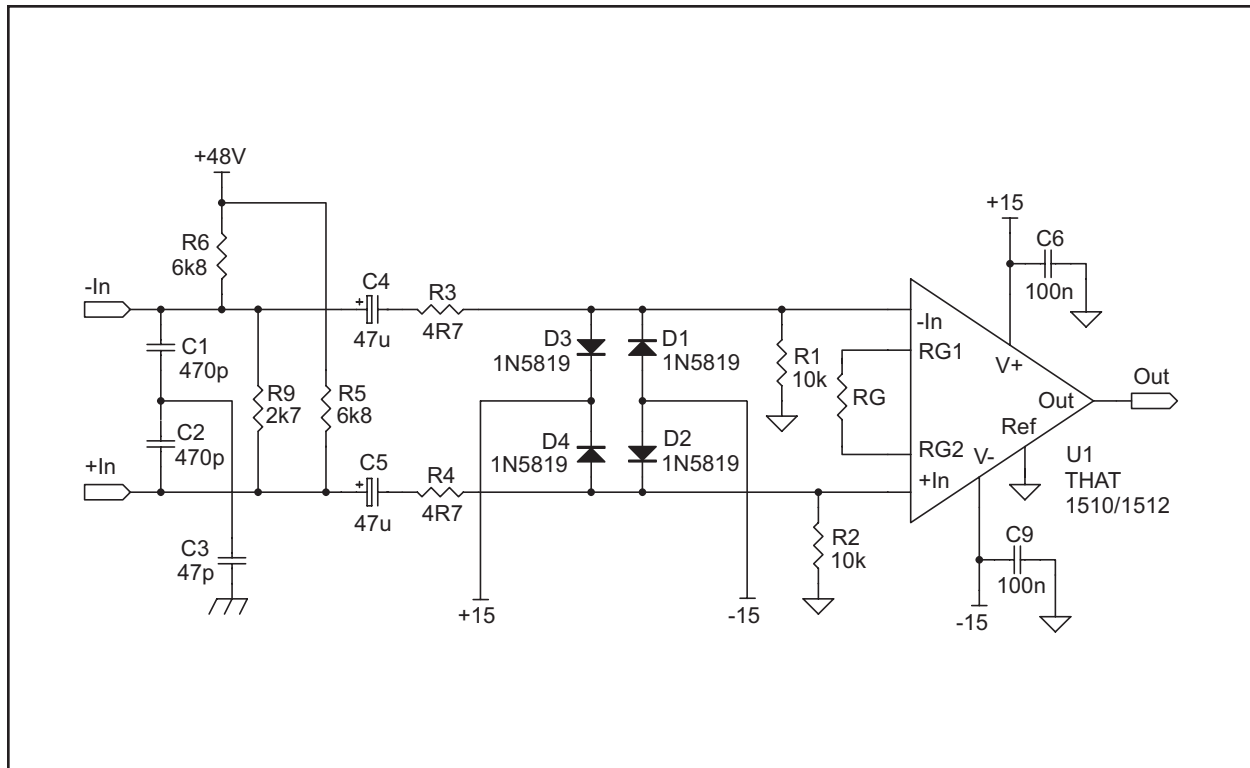 +48V
R6
6k8
-In
C1
470p
C2
470p
+In
C3
47p
R9
2k7
R5
6k8
C4
+
47u
R3
4R7
C5
+
47u
R4
4R7
D3
1N5819
D1
1N5819
D4
1N5819
D2
1N5819
+15
-15
R1
10k
R2
10k
RG
-In
RG1
RG2
+In
V+
V-
Out
Ref
+15
C6
100n
Out
U1
THAT
1510/1512
C9
100n
-15